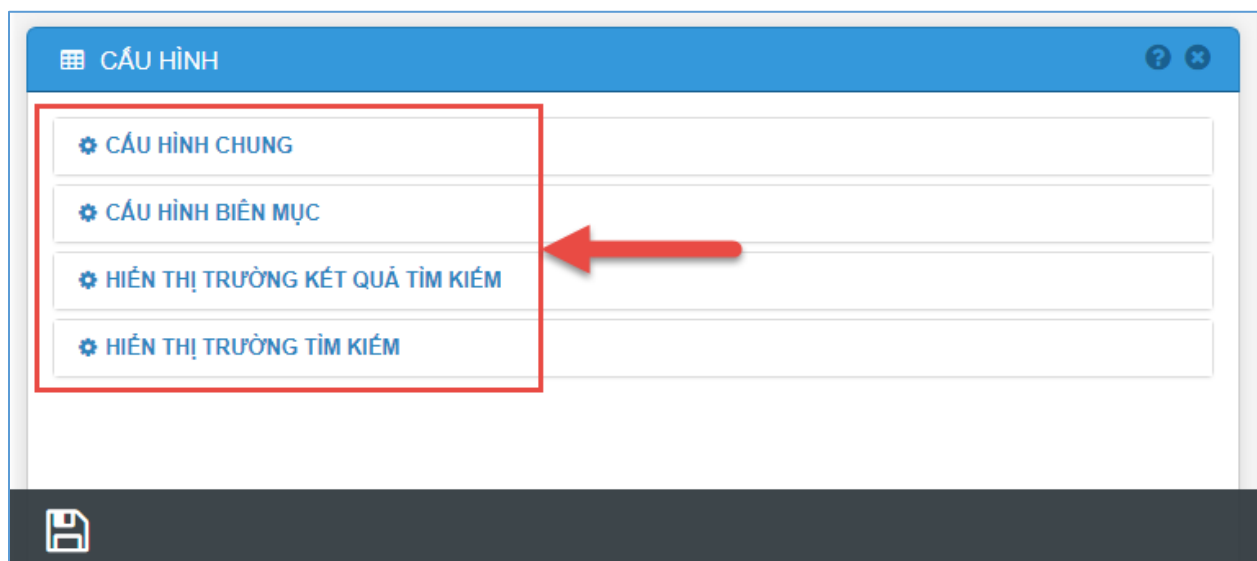 CẤU HÌNH
CẤU HÌNH CHUNG
CẤU HÌNH BIÊN MỤC
HIỂN THỊ TRƯỜNG KẾT QUẢ TÌM KIẾM
HIỂN THỊ TRƯỜNG TÌM KIẾM